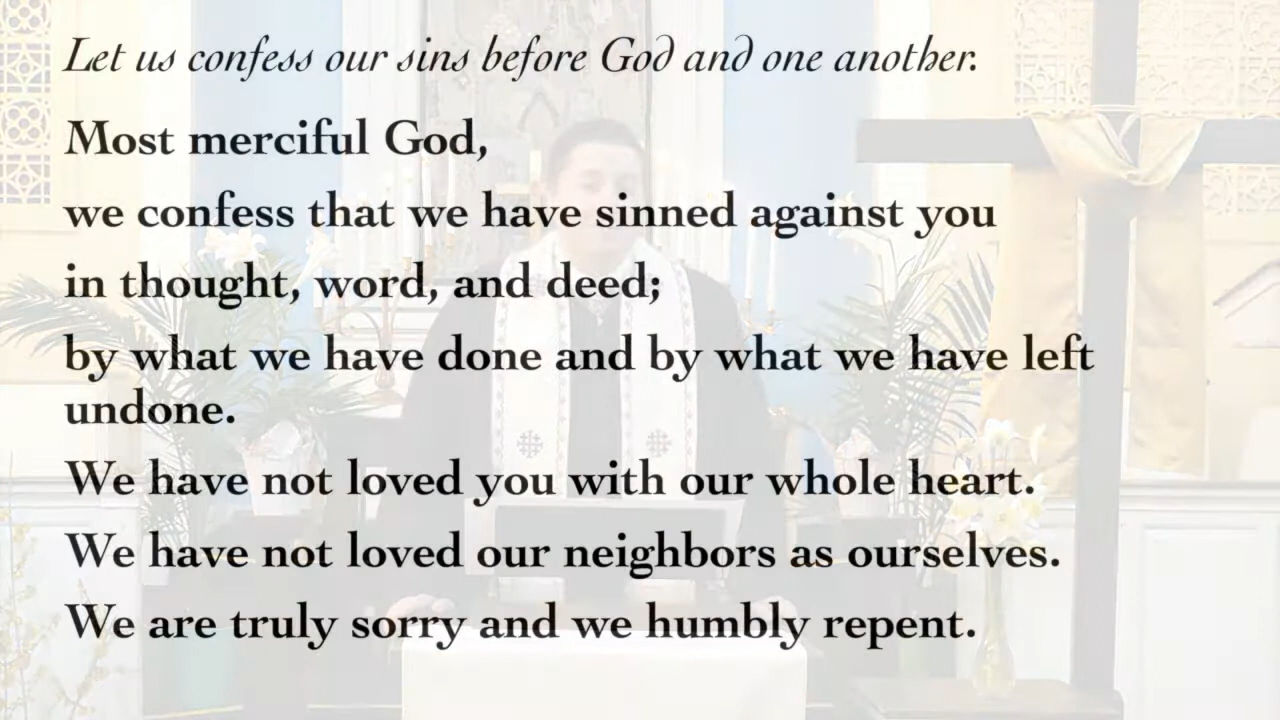 Let us confess our sins before God and one another.
Most merciful God,
we confess that we have sinned against you
in thought, word, and deed;
by what we have done and by what we have left
undone.
We have not loved you with our whole heart.
We have not loved our neighbors as ourselves.
We are truly sorry and we humbly repent.